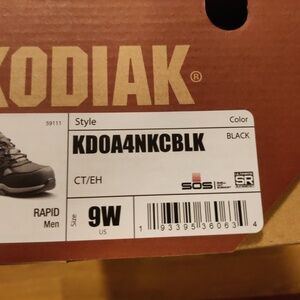 KODIAK®
59111
Style
Color
KD0A4NKCBLK
BLACK
CT/EH
SOS
SR
RAPID
Men
Size
9W
US
1 93395 36063 4